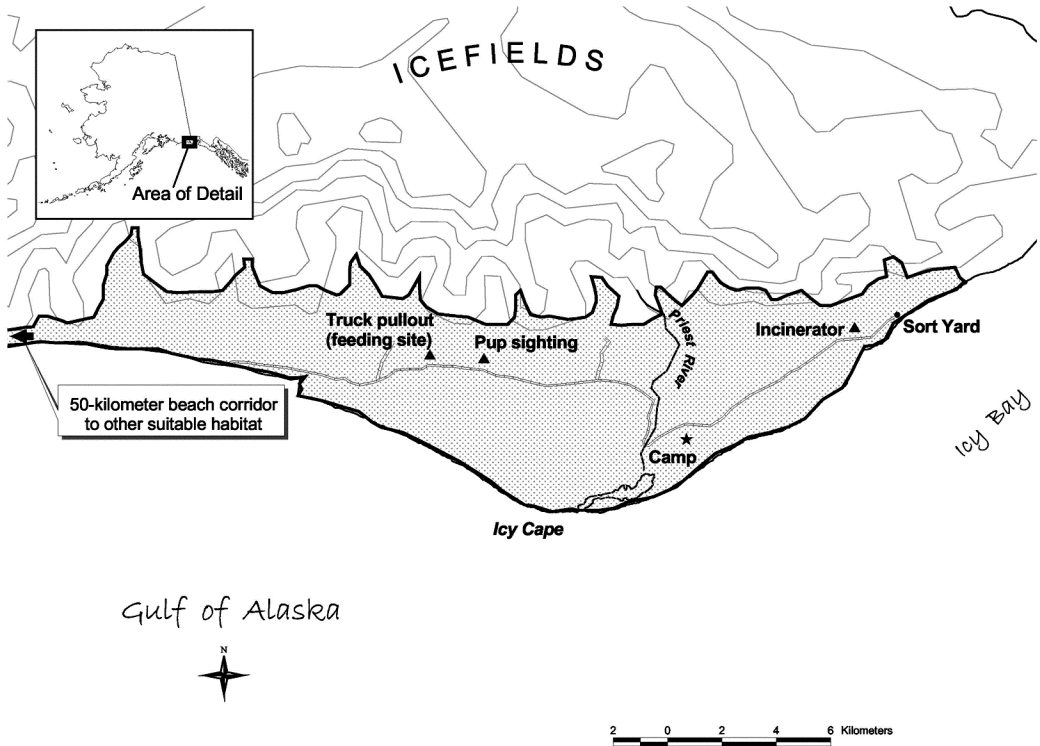 ICEFIELDS
Area of Detail
Truck pullout
(feeding site)
Pup sighting
Priest River
Incinerator
Sort Yard
50-kilometer beach corridor
to other suitable habitat
Camp
Icy Bay
Icy Cape
Gulf of Alaska
N
2 0 2 4 6 Kilometers